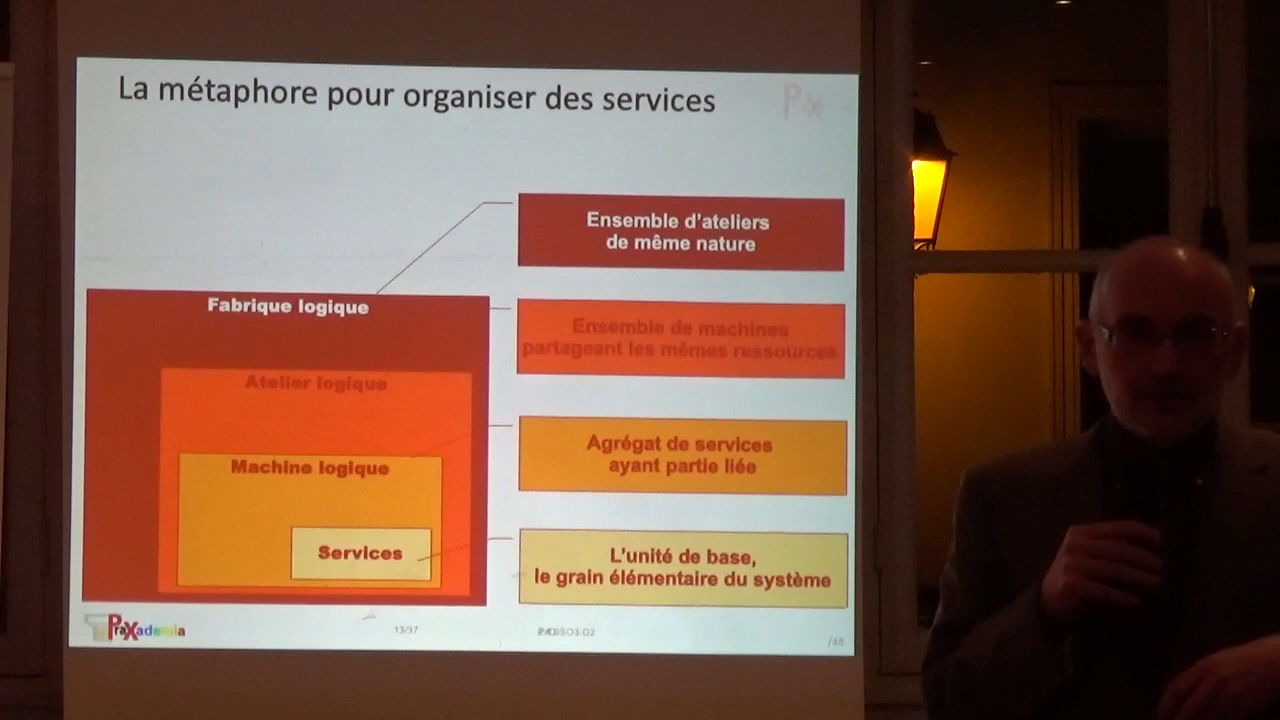 La métaphore pour organiser des services
Px
Ensemble d'ateliers
de même nature
Fabrique logique
Ensemble de machines
partageant les mêmes ressources
Atelier logique
Agrégat de services
ayant partie liée
Machine logique
Services
L'unité de base,
le grain élémentaire du système
PraXademia
13/37
/48